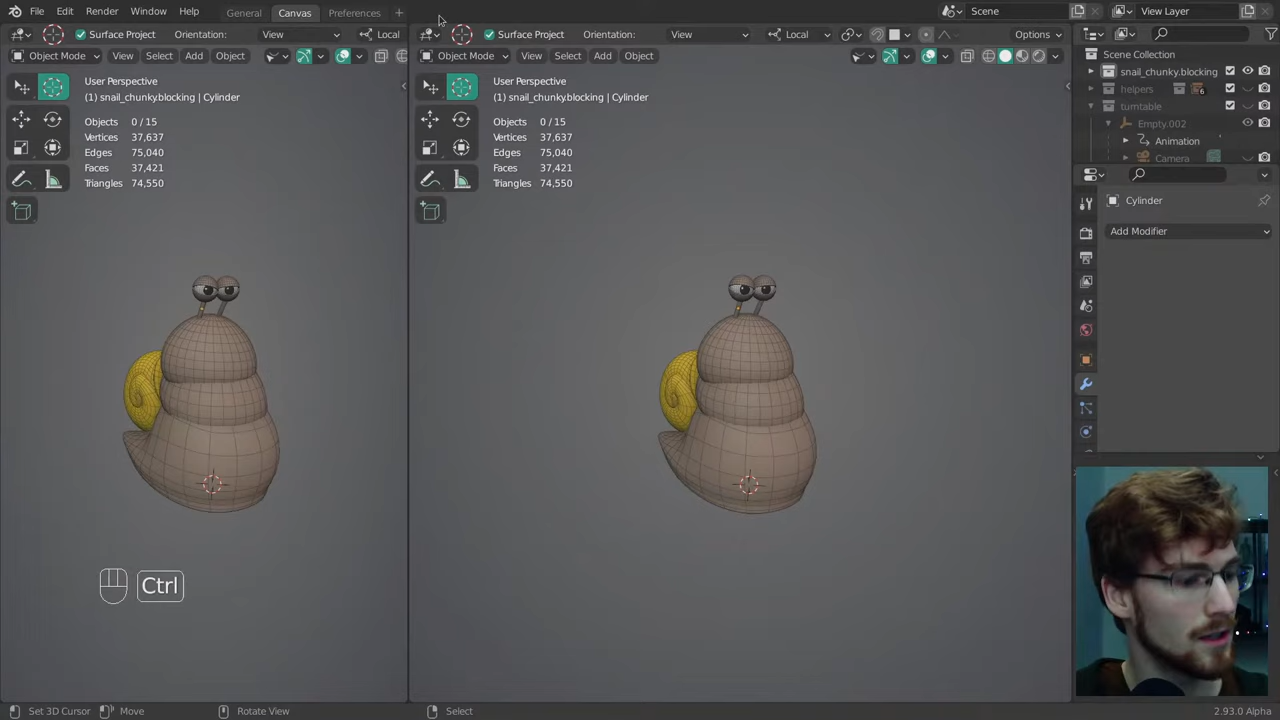 File Edit Render Window Help General Canvas Preferences + Scene View Layer
Surface Project Orientation: View Local
Surface Project Orientation: View Local Options
Object Mode View Select Add Object
Object Mode View Select Add Object
User Perspective
(1) snail_chunky.blocking | Cylinder
Objects 0 / 15
Vertices 37,637
Edges 75,040
Faces 37,421
Triangles 74,550
User Perspective
(1) snail_chunky.blocking | Cylinder
Objects 0 / 15
Vertices 37,637
Edges 75,040
Faces 37,421
Triangles 74,550
Scene Collection
snail_chunky.blocking
helpers 6
turntable
Empty.002
Animation
Camera
Cylinder
Add Modifier
Ctrl
Set 3D Cursor Move Rotate View Select 2.93.0 Alpha